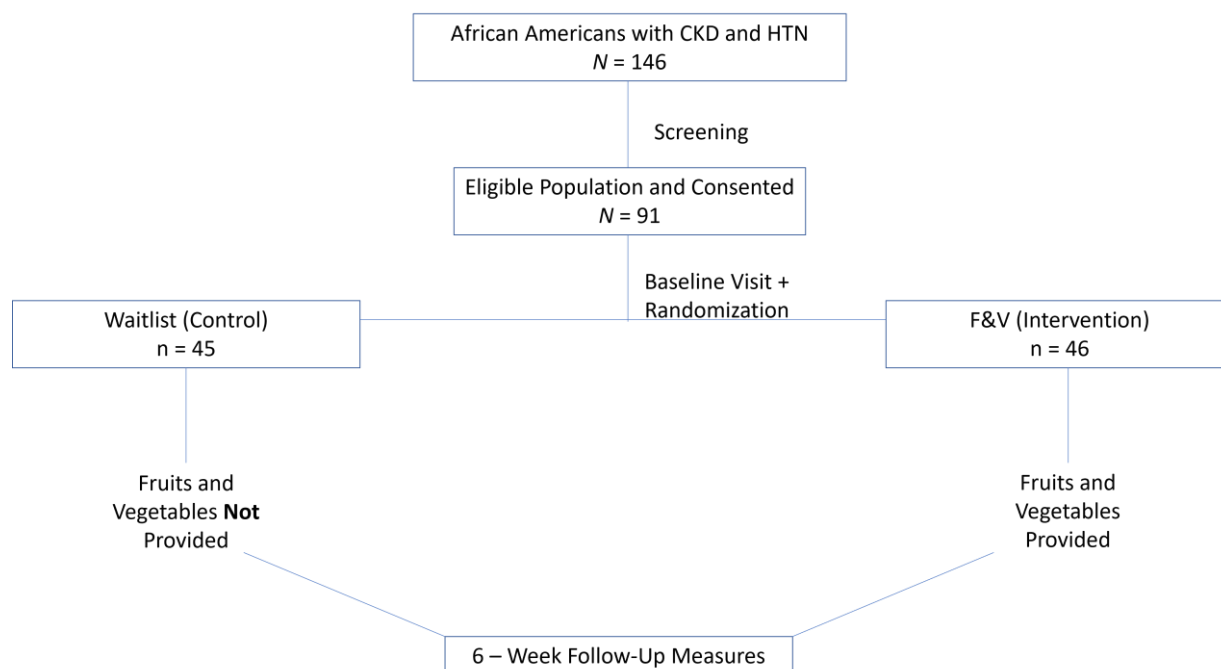 African Americans with CKD and HTN
N = 146
Screening
Eligible Population and Consented
N = 91
Baseline Visit +
Randomization
Waitlist (Control)
n = 45
F&V (Intervention)
n = 46
Fruits and
Vegetables Not
Provided
Fruits and
Vegetables
Provided
6 – Week Follow-Up Measures